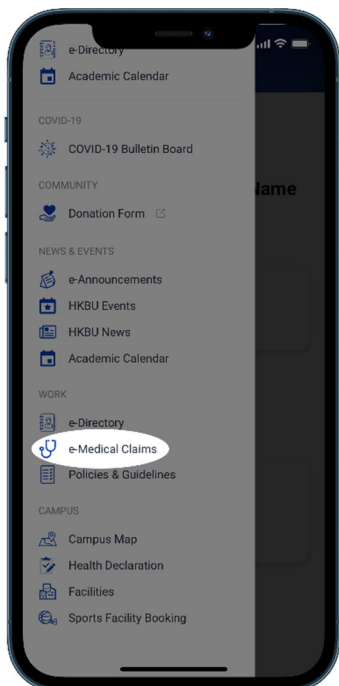 e-Directory
Academic Calendar
COVID-19
COVID-19 Bulletin Board
COMMUNITY
Name
Donation Form
NEWS & EVENTS
e-Announcements
HKBU Events
HKBU News
Academic Calendar
WORK
e-Directory
e-Medical Claims
Policies & Guidelines
CAMPUS
Campus Map
Health Declaration
Facilities
Sports Facility Booking